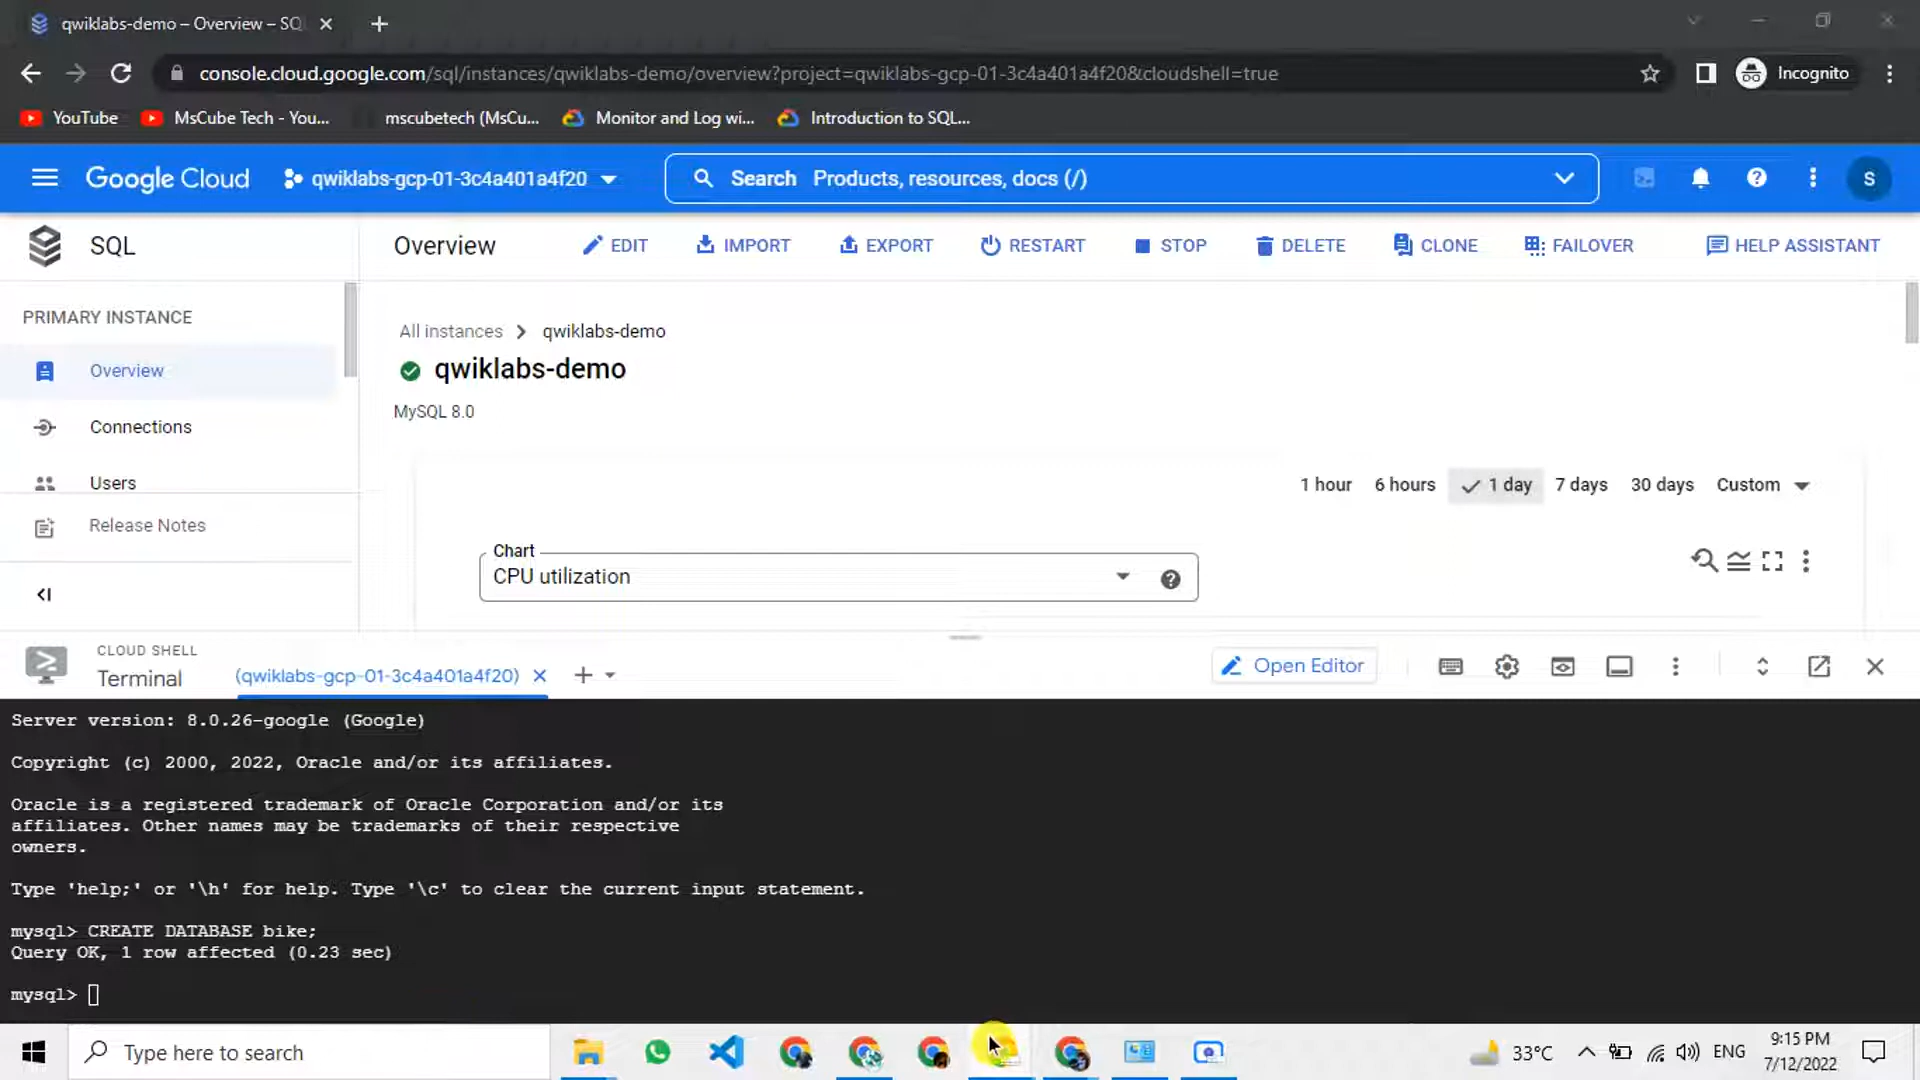 qwiklabs-demo – Overview – SQ
console.cloud.google.com/sql/instances/qwiklabs-demo/overview?project=qwiklabs-gcp-01-3c4a401a4f20&cloudshell=true
Incognito
YouTube
MsCube Tech - You...
mscubetech (MsCu...
Monitor and Log wi...
Introduction to SQL...
Google Cloud
qwiklabs-gcp-01-3c4a401a4f20
Search Products, resources, docs (/)
S
SQL
Overview
EDIT
IMPORT
EXPORT
RESTART
STOP
DELETE
CLONE
FAILOVER
HELP ASSISTANT
PRIMARY INSTANCE
Overview
Connections
Users
Release Notes
All instances
qwiklabs-demo
qwiklabs-demo
MySQL 8.0
1 hour
6 hours
1 day
7 days
30 days
Custom
Chart
CPU utilization
CLOUD SHELL
Terminal
(qwiklabs-gcp-01-3c4a401a4f20)
Open Editor
Server version: 8.0.26-google (Google)
Copyright (c) 2000, 2022, Oracle and/or its affiliates.
Oracle is a registered trademark of Oracle Corporation and/or its
affiliates. Other names may be trademarks of their respective
owners.
Type 'help;' or '\h' for help. Type '\c' to clear the current input statement.
mysql> CREATE DATABASE bike;
Query OK, 1 row affected (0.23 sec)
mysql>
Type here to search
33°C
ENG
9:15 PM
7/12/2022